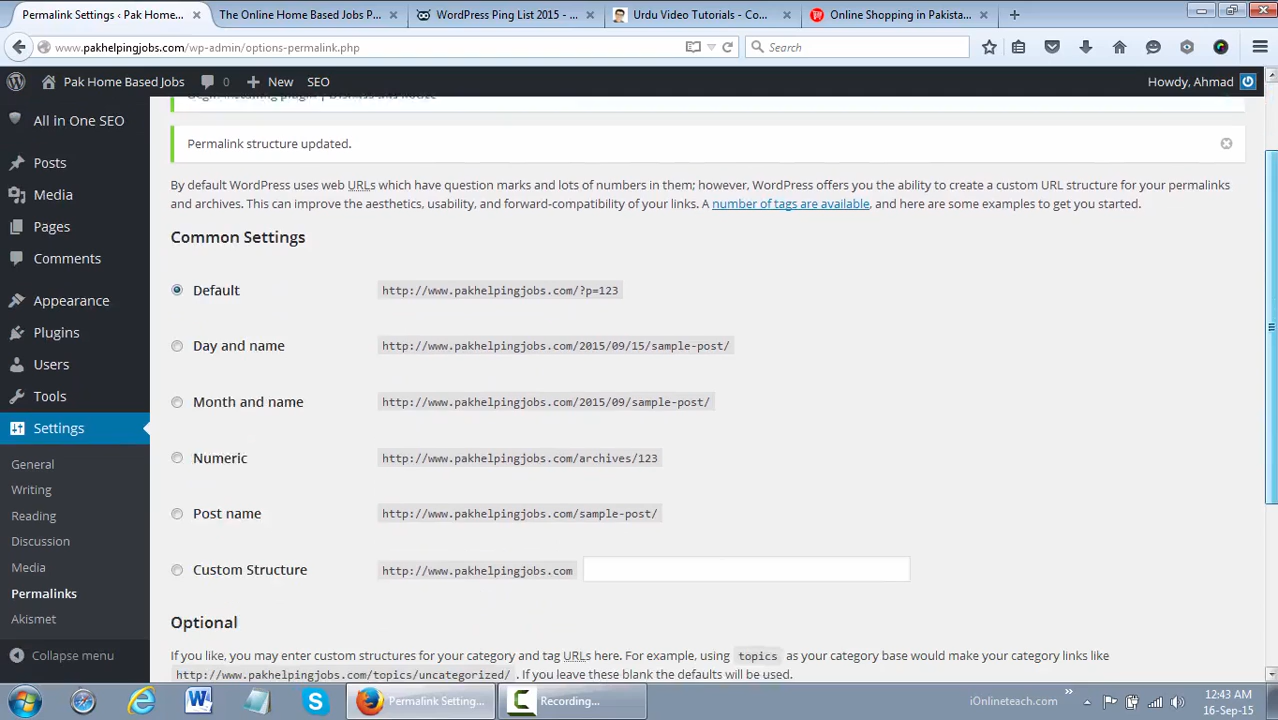 Permalink Settings ‹ Pak Home... ×
The Online Home Based Jobs P... ×
WordPress Ping List 2015 - ... ×
Urdu Video Tutorials - Co... ×
Online Shopping in Pakista... ×
www.pakhelpingjobs.com/wp-admin/options-permalink.php
Search
Pak Home Based Jobs
0
New
SEO
Howdy, Ahmad
All in One SEO
Posts
Media
Pages
Comments
Appearance
Plugins
Users
Tools
Settings
General
Writing
Reading
Discussion
Media
Permalinks
Akismet
Collapse menu
Begin installing plugin | Dismiss this notice
Permalink structure updated.
By default WordPress uses web URLs which have question marks and lots of numbers in them; however, WordPress offers you the ability to create a custom URL structure for your permalinks
and archives. This can improve the aesthetics, usability, and forward-compatibility of your links. A number of tags are available, and here are some examples to get you started.
Common Settings
Default http://www.pakhelpingjobs.com/?p=123
Day and name http://www.pakhelpingjobs.com/2015/09/15/sample-post/
Month and name http://www.pakhelpingjobs.com/2015/09/sample-post/
Numeric http://www.pakhelpingjobs.com/archives/123
Post name http://www.pakhelpingjobs.com/sample-post/
Custom Structure http://www.pakhelpingjobs.com
Optional
If you like, you may enter custom structures for your category and tag URLs here. For example, using topics as your category base would make your category links like
http://www.pakhelpingjobs.com/topics/uncategorized/ . If you leave these blank the defaults will be used.
Permalink Setting...
Recording...
iOnlineteach.com
12:43 AM
16-Sep-15